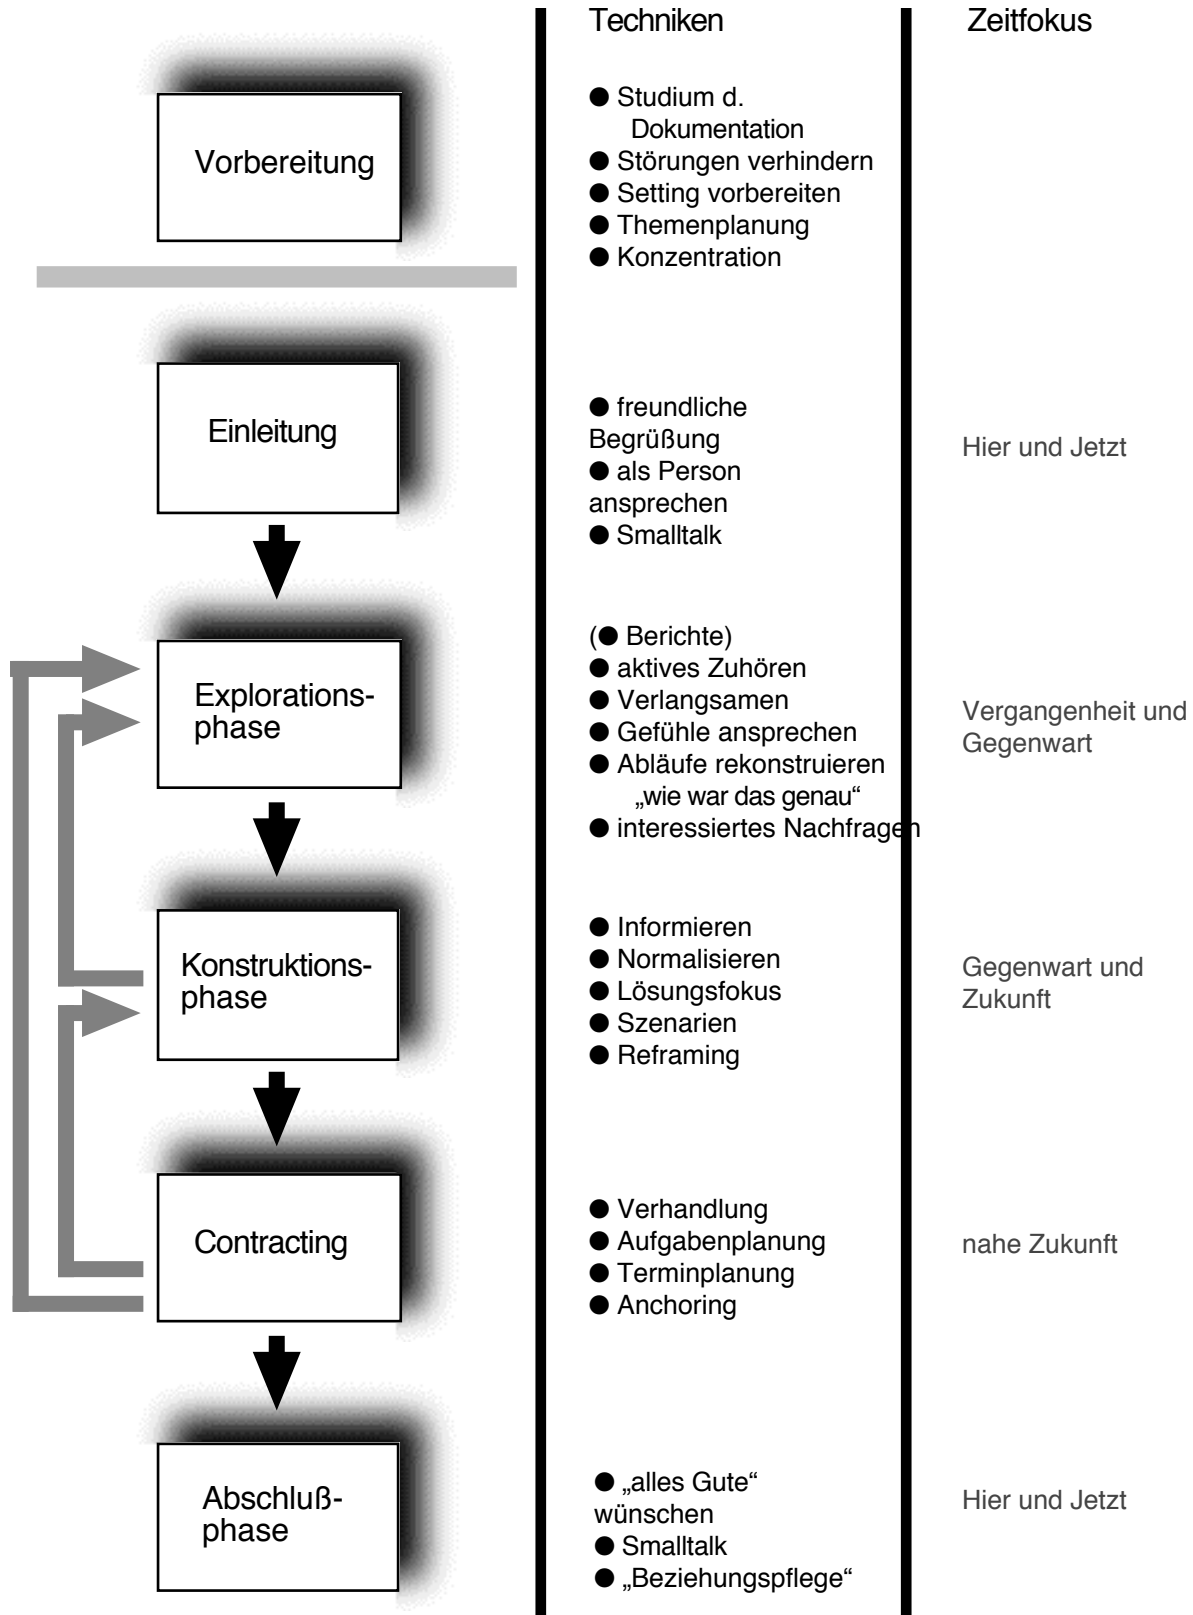 Techniken
Zeitfokus
Vorbereitung
● Studium d.
Dokumentation
● Störungen verhindern
● Setting vorbereiten
● Themenplanung
● Konzentration
Einleitung
● freundliche
Begrüßung
● als Person
ansprechen
● Smalltalk
Hier und Jetzt
Explorations-
phase
(● Berichte)
● aktives Zuhören
● Verlangsamen
● Gefühle ansprechen
● Abläufe rekonstruieren
„wie war das genau“
● interessiertes Nachfragen
Vergangenheit und
Gegenwart
Konstruktions-
phase
● Informieren
● Normalisieren
● Lösungsfokus
● Szenarien
● Reframing
Gegenwart und
Zukunft
Contracting
● Verhandlung
● Aufgabenplanung
● Terminplanung
● Anchoring
nahe Zukunft
Abschluß-
phase
● „alles Gute“
wünschen
● Smalltalk
● „Beziehungspflege“
Hier und Jetzt